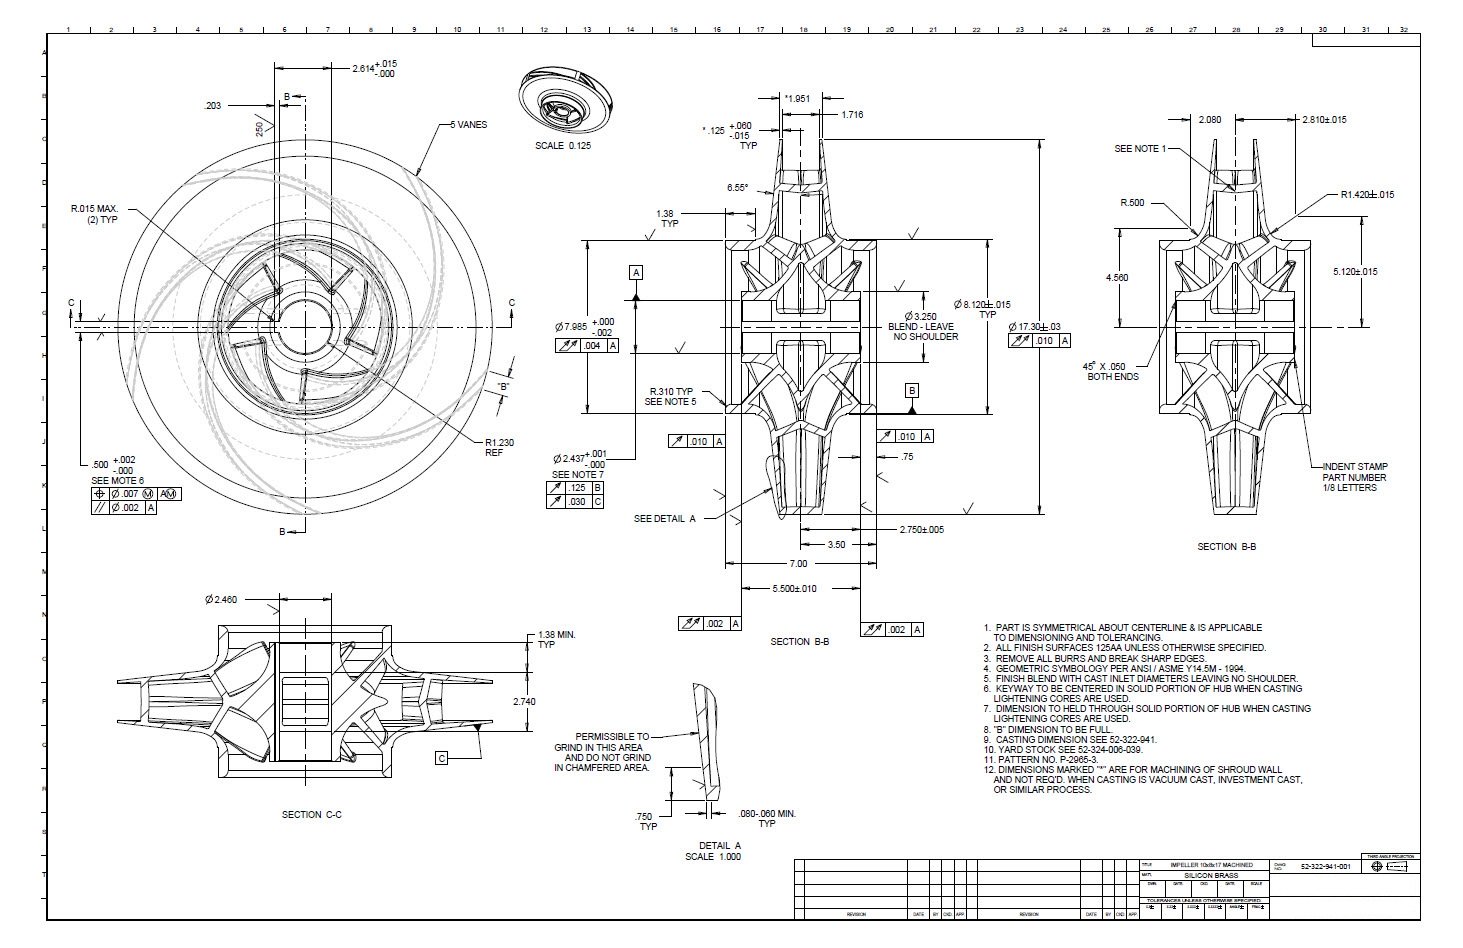 1 2 3 4 5 6 7 8 9 10 11 12 13 14 15 16 17 18 19 20 21 22 23 24 25 26 27 28 29 30 31 32
2.614 +.015
-.000
.203
B
250
5 VANES
SCALE 0.125
R.015 MAX.
(2) TYP
C
C
"B"
R1.230
REF
.500 +.002
-.000
SEE MOTE 6
⌖ Ø .007 Ⓜ AⓂ
// Ø .002 A
B
*1.951
1.716
* .125 +.060
-.015
TYP
6.55°
1.38
TYP
A
Ø 7.985 +.000
-.002
↗↗ .004 A
Ø 8.120±.015
TYP
Ø 3.250
BLEND - LEAVE
NO SHOULDER
Ø 17.30±.03
↗↗ .010 A
R.310 TYP
SEE NOTE 5
B
↗ .010 A
↗ .010 A
Ø 2.437 +.001
-.000
SEE NOTE 7
↗ .125 B
↗ .030 C
.75
SEE DETAIL A
2.750±.005
3.50
7.00
5.500±.010
↗↗ .002 A
↗↗ .002 A
SECTION B-B
2.080
2.810±.015
SEE NOTE 1
R.500
R1.420±.015
4.560
5.120±.015
45° X .050
BOTH ENDS
INDENT STAMP
PART NUMBER
1/8 LETTERS
SECTION B-B
Ø 2.460
1.38 MIN.
TYP
2.740
C
SECTION C-C
PERMISSIBLE TO
GRIND IN THIS AREA
AND DO NOT GRIND
IN CHAMFERED AREA.
.750
TYP
.080-.060 MIN.
TYP
DETAIL A
SCALE 1.000
1. PART IS SYMMETRICAL ABOUT CENTERLINE & IS APPLICABLE
TO DIMENSIONING AND TOLERANCING.
2. ALL FINISH SURFACES 125AA UNLESS OTHERWISE SPECIFIED.
3. REMOVE ALL BURRS AND BREAK SHARP EDGES.
4. GEOMETRIC SYMBOLOGY PER ANSI / ASME Y14.5M - 1994.
5. FINISH BLEND WITH CAST INLET DIAMETERS LEAVING NO SHOULDER.
6. KEYWAY TO BE CENTERED IN SOLID PORTION OF HUB WHEN CASTING
LIGHTENING CORES ARE USED.
7. DIMENSION TO HELD THROUGH SOLID PORTION OF HUB WHEN CASTING
LIGHTENING CORES ARE USED.
8. "B" DIMENSION TO BE FULL.
9. CASTING DIMENSION SEE 52-322-941.
10. YARD STOCK SEE 52-324-006-039.
11. PATTERN NO. P-2965-3.
12. DIMENSIONS MARKED "*" ARE FOR MACHINING OF SHROUD WALL
AND NOT REQ'D. WHEN CASTING IS VACUUM CAST, INVESTMENT CAST,
OR SIMILAR PROCESS.
THIRD ANGLE PROJECTION
TITLE IMPELLER 10x8x17 MACHINED
DWG NO. 52-322-941-001
MATL SILICON BRASS
DWN. DATE CKD. DATE SCALE
TOLERANCES UNLESS OTHERWISE SPECIFIED
REVISION DATE BY CKD. APP. REVISION DATE BY CKD. APP.